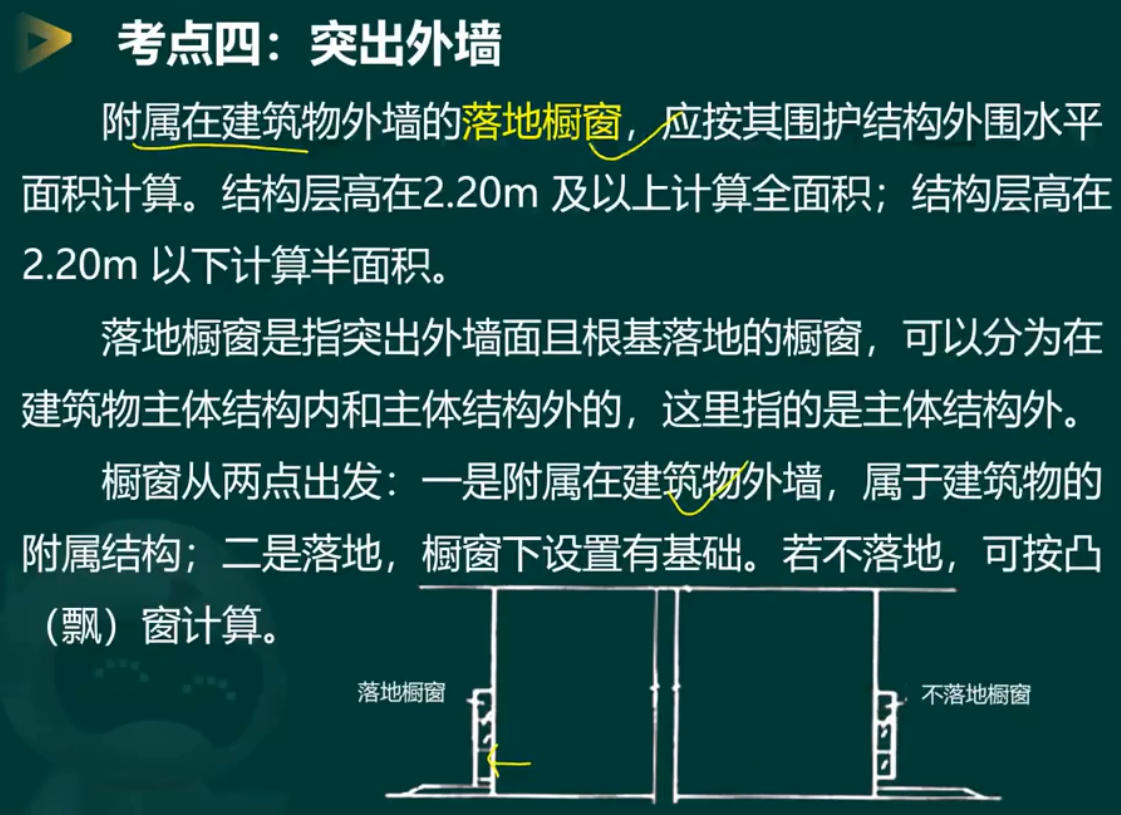 考点四：突出外墙
附属在建筑物外墙的落地橱窗，应按其围护结构外围水平
面积计算。结构层高在2.20m 及以上计算全面积；结构层高在
2.20m 以下计算半面积。
落地橱窗是指突出外墙面且根基落地的橱窗，可以分为在
建筑物主体结构内和主体结构外的，这里指的是主体结构外。
橱窗从两点出发：一是附属在建筑物外墙，属于建筑物的
附属结构；二是落地，橱窗下设置有基础。若不落地，可按凸
（飘）窗计算。
落地橱窗
不落地橱窗